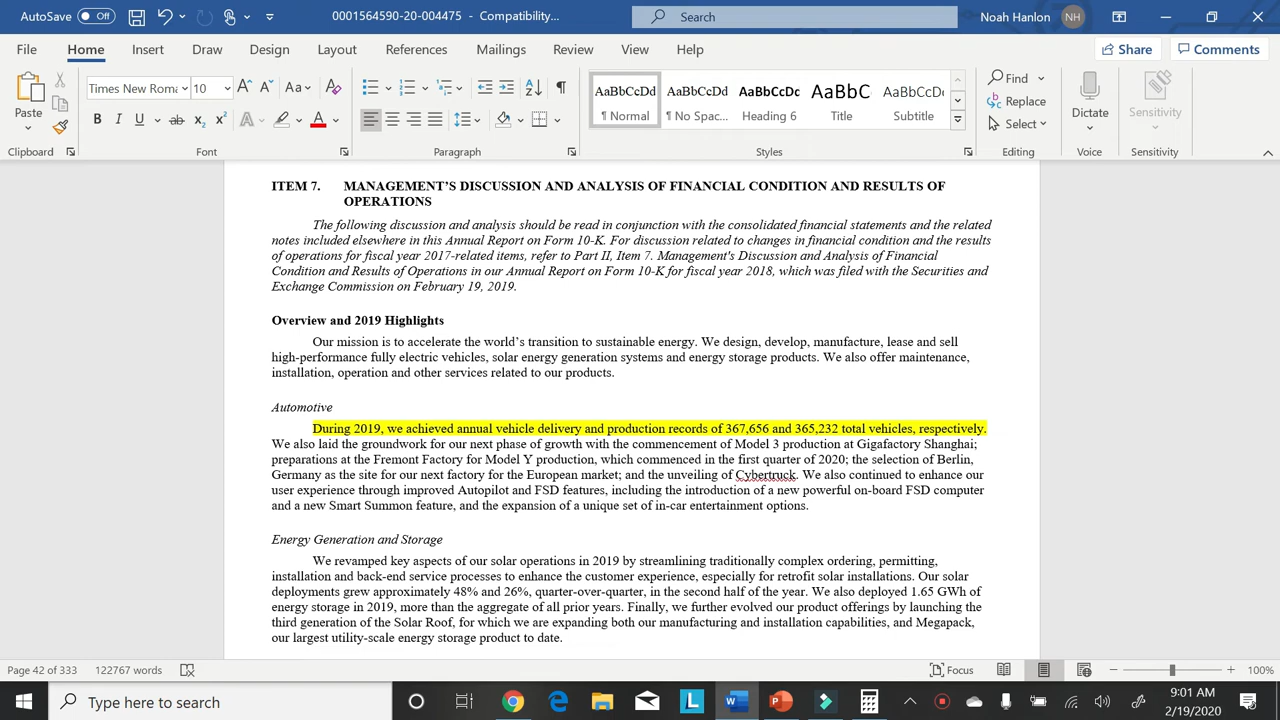 AutoSave Off 0001564590-20-004475 - Compatibility... Search Noah Hanlon NH
File Home Insert Draw Design Layout References Mailings Review View Help Share Comments
Times New Roma 10
AaBbCcDd AaBbCcDd AaBbCcDc AaBbC AaBbCcDc
¶ Normal ¶ No Spac... Heading 6 Title Subtitle
Paste
Find
Replace
Select
Dictate
Sensitivity
Clipboard Font Paragraph Styles Editing Voice Sensitivity
ITEM 7. MANAGEMENT'S DISCUSSION AND ANALYSIS OF FINANCIAL CONDITION AND RESULTS OF
OPERATIONS
The following discussion and analysis should be read in conjunction with the consolidated financial statements and the related
notes included elsewhere in this Annual Report on Form 10-K. For discussion related to changes in financial condition and the results
of operations for fiscal year 2017-related items, refer to Part II, Item 7. Management's Discussion and Analysis of Financial
Condition and Results of Operations in our Annual Report on Form 10-K for fiscal year 2018, which was filed with the Securities and
Exchange Commission on February 19, 2019.
Overview and 2019 Highlights
Our mission is to accelerate the world's transition to sustainable energy. We design, develop, manufacture, lease and sell
high-performance fully electric vehicles, solar energy generation systems and energy storage products. We also offer maintenance,
installation, operation and other services related to our products.
Automotive
During 2019, we achieved annual vehicle delivery and production records of 367,656 and 365,232 total vehicles, respectively.
We also laid the groundwork for our next phase of growth with the commencement of Model 3 production at Gigafactory Shanghai;
preparations at the Fremont Factory for Model Y production, which commenced in the first quarter of 2020; the selection of Berlin,
Germany as the site for our next factory for the European market; and the unveiling of Cybertruck. We also continued to enhance our
user experience through improved Autopilot and FSD features, including the introduction of a new powerful on-board FSD computer
and a new Smart Summon feature, and the expansion of a unique set of in-car entertainment options.
Energy Generation and Storage
We revamped key aspects of our solar operations in 2019 by streamlining traditionally complex ordering, permitting,
installation and back-end service processes to enhance the customer experience, especially for retrofit solar installations. Our solar
deployments grew approximately 48% and 26%, quarter-over-quarter, in the second half of the year. We also deployed 1.65 GWh of
energy storage in 2019, more than the aggregate of all prior years. Finally, we further evolved our product offerings by launching the
third generation of the Solar Roof, for which we are expanding both our manufacturing and installation capabilities, and Megapack,
our largest utility-scale energy storage product to date.
Page 42 of 333 122767 words Focus 100%
Type here to search
9:01 AM
2/19/2020